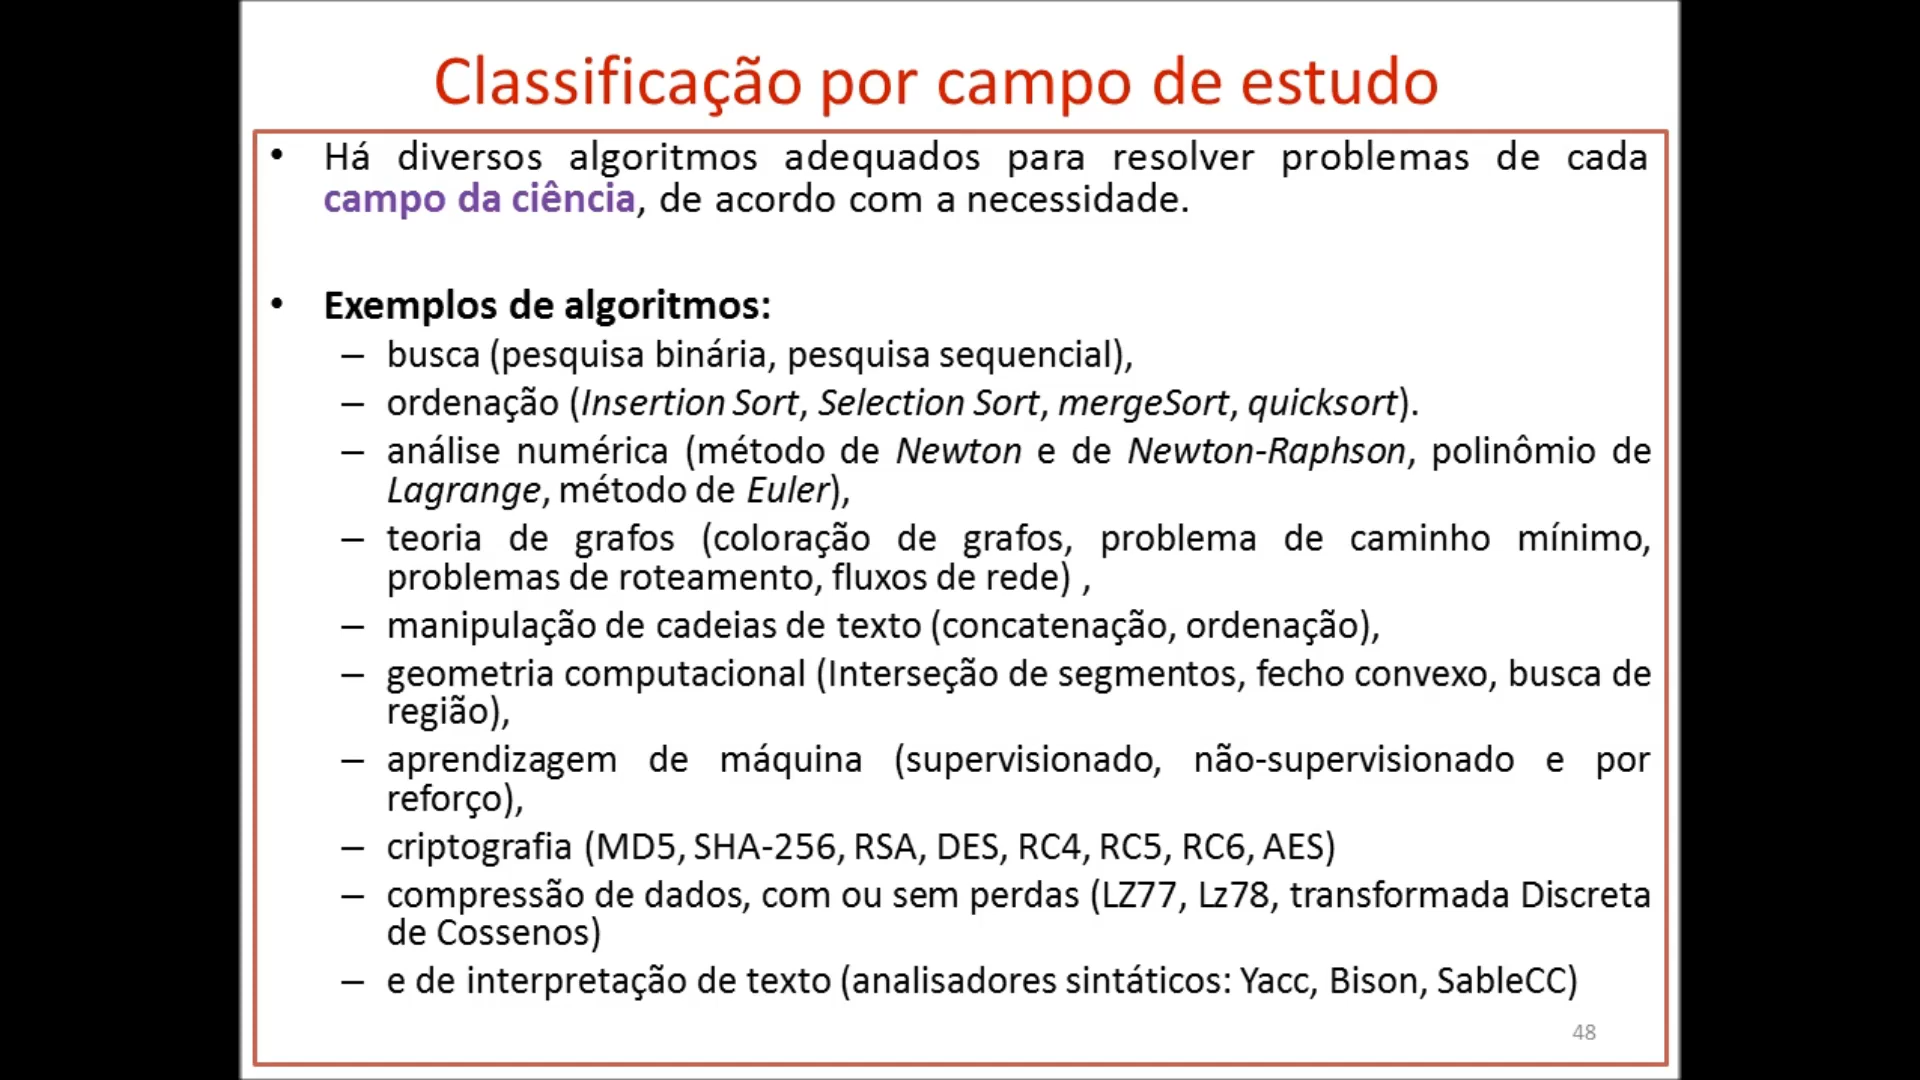 Classificação por campo de estudo
• Há diversos algoritmos adequados para resolver problemas de cada
campo da ciência, de acordo com a necessidade.
• Exemplos de algoritmos:
– busca (pesquisa binária, pesquisa sequencial),
– ordenação (Insertion Sort, Selection Sort, mergeSort, quicksort).
– análise numérica (método de Newton e de Newton-Raphson, polinômio de
Lagrange, método de Euler),
– teoria de grafos (coloração de grafos, problema de caminho mínimo,
problemas de roteamento, fluxos de rede) ,
– manipulação de cadeias de texto (concatenação, ordenação),
– geometria computacional (Interseção de segmentos, fecho convexo, busca de
região),
– aprendizagem de máquina (supervisionado, não-supervisionado e por
reforço),
– criptografia (MD5, SHA-256, RSA, DES, RC4, RC5, RC6, AES)
– compressão de dados, com ou sem perdas (LZ77, Lz78, transformada Discreta
de Cossenos)
– e de interpretação de texto (analisadores sintáticos: Yacc, Bison, SableCC)
48